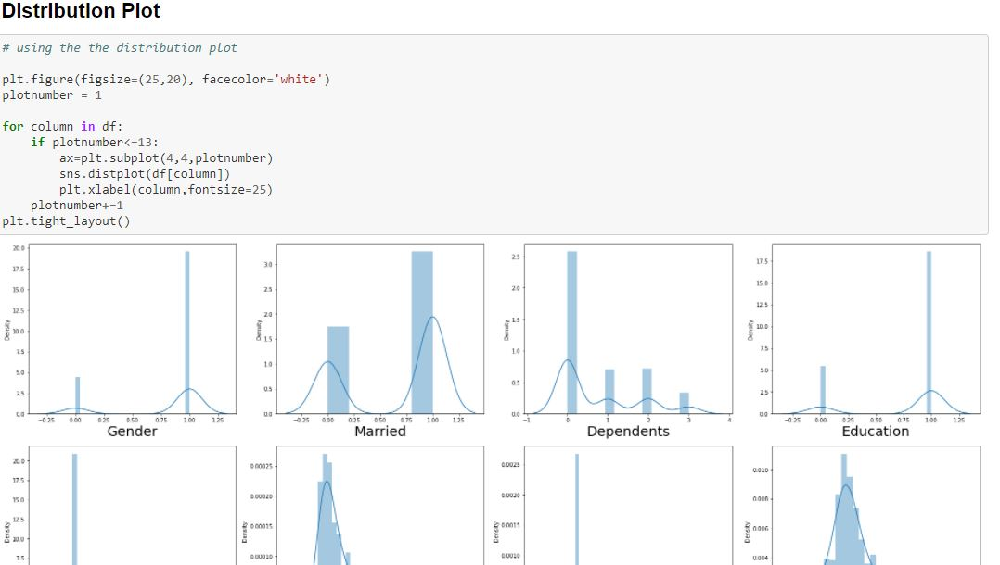 Distribution Plot
# using the the distribution plot
plt.figure(figsize=(25,20), facecolor='white')
plotnumber = 1
for column in df:
    if plotnumber<=13:
        ax=plt.subplot(4,4,plotnumber)
        sns.distplot(df[column])
        plt.xlabel(column,fontsize=25)
    plotnumber+=1
plt.tight_layout()
20.0
17.5
15.0
12.5
10.0
7.5
5.0
2.5
0.0
Density
−0.25 0.00 0.25 0.50 0.75 1.00 1.25
Gender
3.0
2.5
2.0
1.5
1.0
0.5
0.0
Density
−0.25 0.00 0.25 0.50 0.75 1.00 1.25
Married
2.5
2.0
1.5
1.0
0.5
0.0
Density
−1 0 1 2 3 4
Dependents
17.5
15.0
12.5
10.0
7.5
5.0
2.5
0.0
Density
−0.25 0.00 0.25 0.50 0.75 1.00 1.25
Education
20.0
17.5
15.0
12.5
10.0
7.5
Density
0.00025
0.00020
0.00015
0.00010
Density
0.0025
0.0020
0.0015
0.0010
Density
0.010
0.008
0.006
0.004
Density